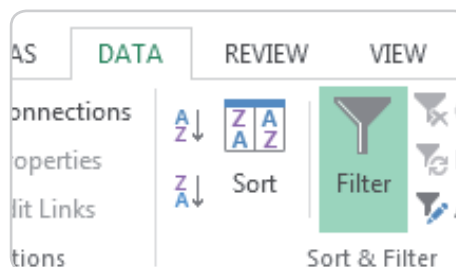 AS DATA REVIEW VIEW
onnections
roperties
dit Links
tions
A Z
Z A
Z A
A Z
Sort
Filter
Sort & Filter